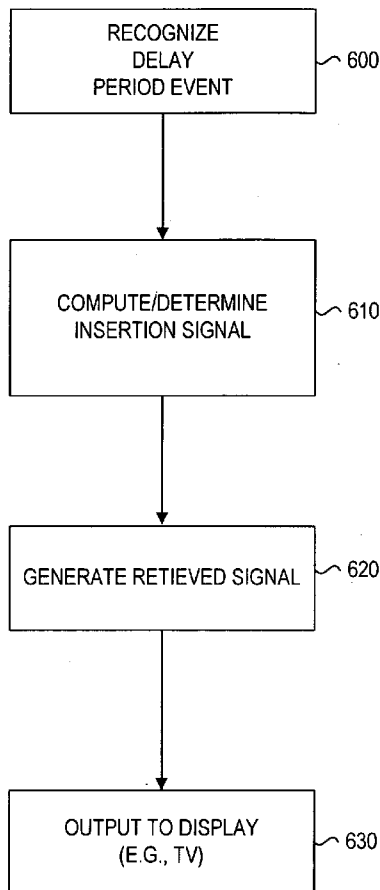 RECOGNIZE
DELAY
PERIOD EVENT
600
COMPUTE/DETERMINE
INSERTION SIGNAL
610
GENERATE RETIEVED SIGNAL
620
OUTPUT TO DISPLAY
(E.G., TV)
630